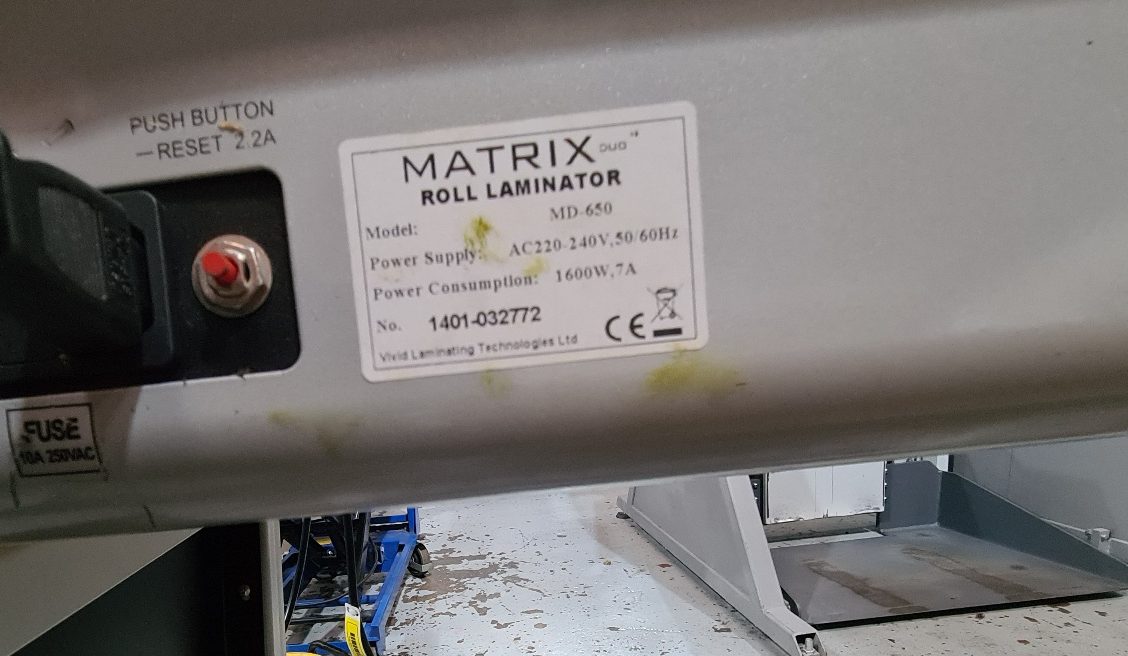 PUSH BUTTON
—RESET 2.2A
MATRIX DUO
ROLL LAMINATOR
Model: MD-650
Power Supply: AC220-240V,50/60Hz
Power Consumption: 1600W,7A
No. 1401-032772
Vivid Laminating Technologies Ltd
CE
FUSE
10A 250VAC